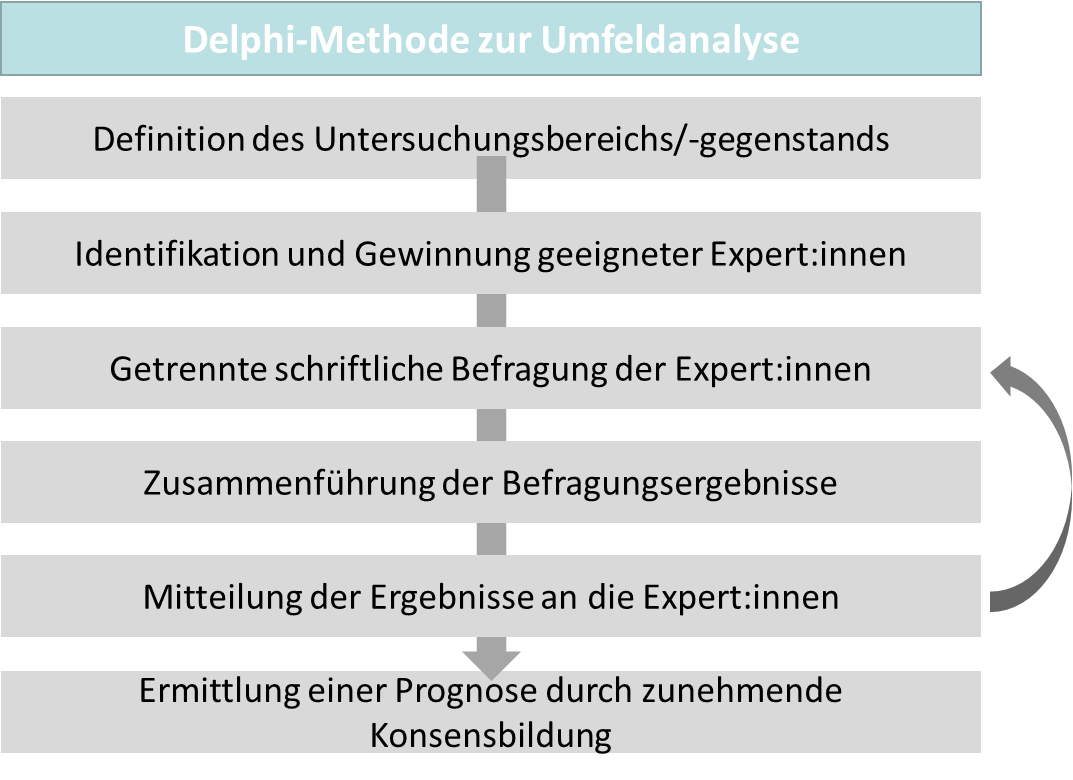 Delphi-Methode zur Umfeldanalyse
Definition des Untersuchungsbereichs/-gegenstands
Identifikation und Gewinnung geeigneter Expert:innen
Getrennte schriftliche Befragung der Expert:innen
Zusammenführung der Befragungsergebnisse
Mitteilung der Ergebnisse an die Expert:innen
Ermittlung einer Prognose durch zunehmende
Konsensbildung